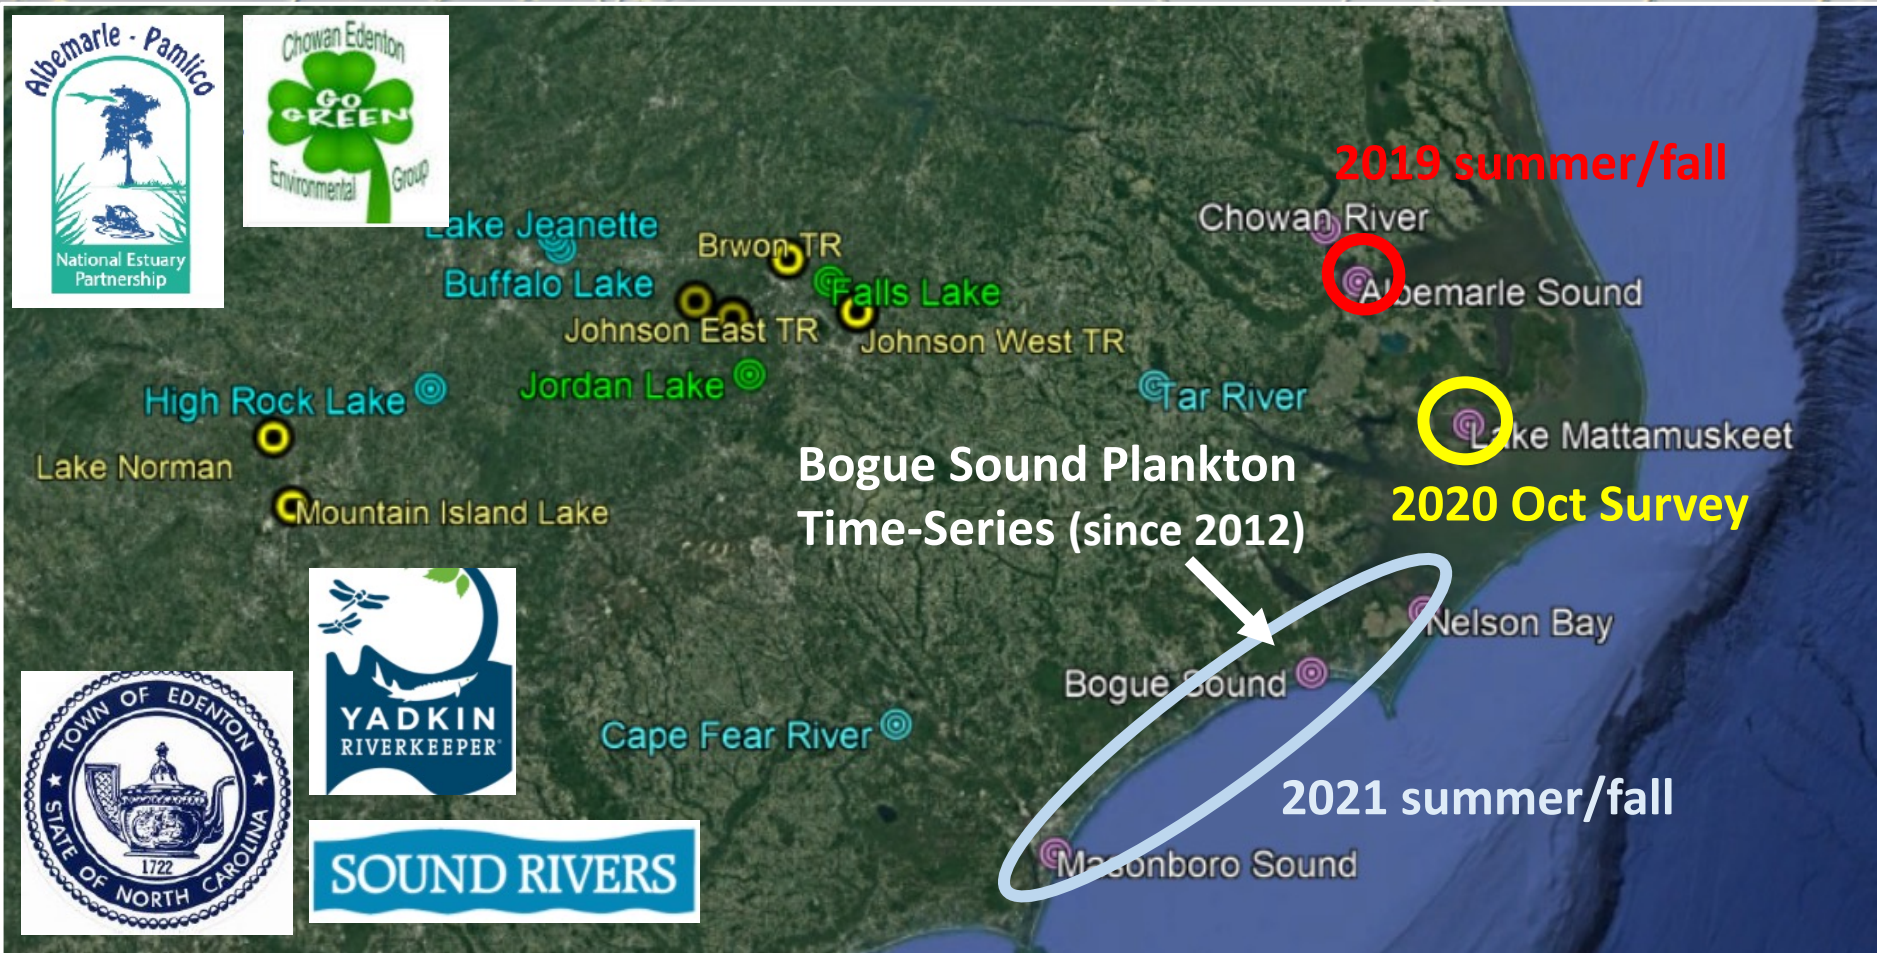 Albemarle - Pamlico
National Estuary
Partnership
Chowan Edenton
GO
GREEN
Environmental Group
2019 summer/fall
Chowan River
Lake Jeanette
Brwon TR
Buffalo Lake
Falls Lake
Albemarle Sound
Johnson East TR
Johnson West TR
Jordan Lake
High Rock Lake
Tar River
Lake Mattamuskeet
Lake Norman
Bogue Sound Plankton
Time-Series (since 2012)
2020 Oct Survey
Mountain Island Lake
Nelson Bay
Bogue Sound
YADKIN
RIVERKEEPER
Cape Fear River
2021 summer/fall
TOWN OF EDENTON
1722
STATE OF NORTH CAROLINA
SOUND RIVERS
Masonboro Sound